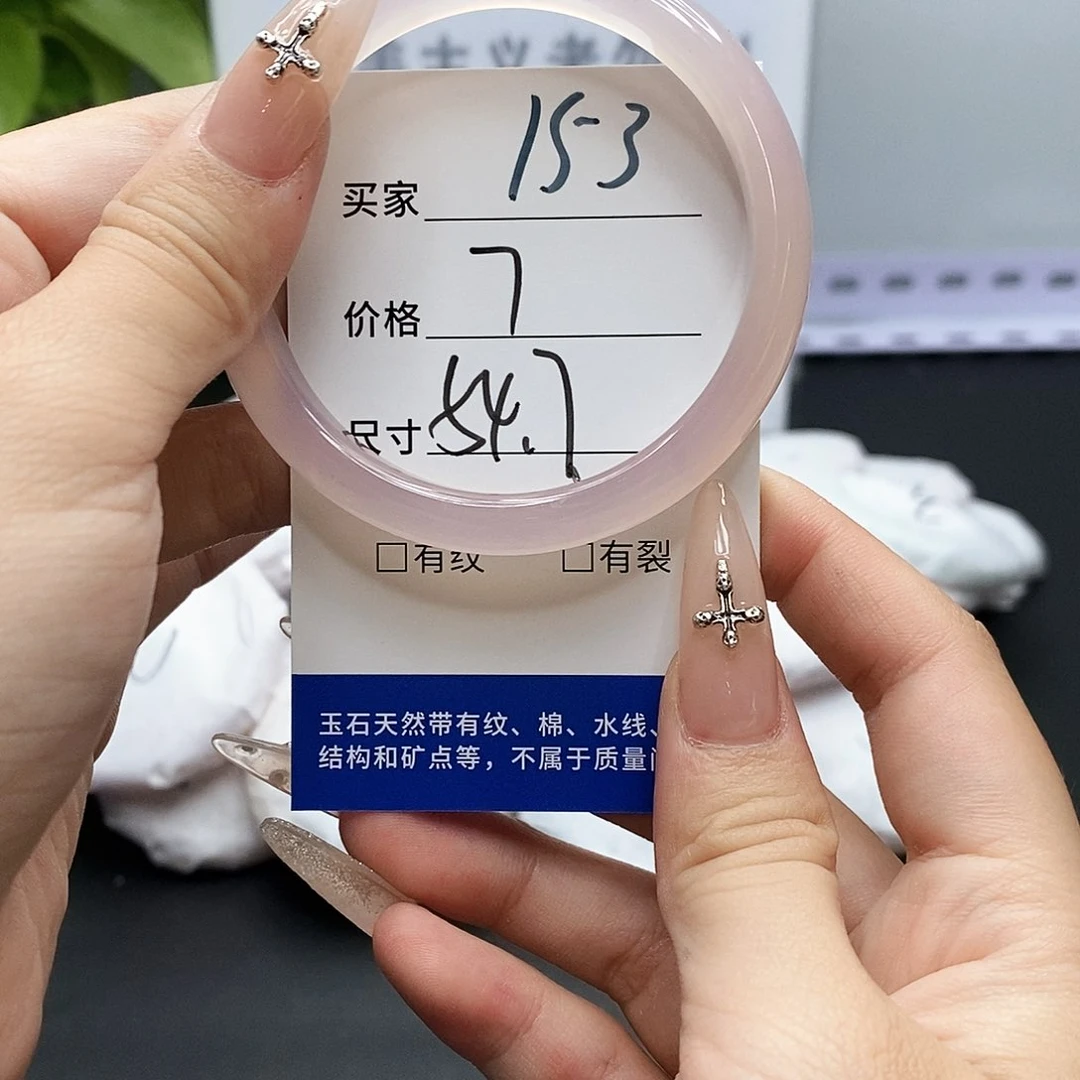 买家 153
价格 7
尺寸 54.7
□有纹 □有裂
玉石天然带有纹、棉、水线、
结构和矿点等，不属于质量